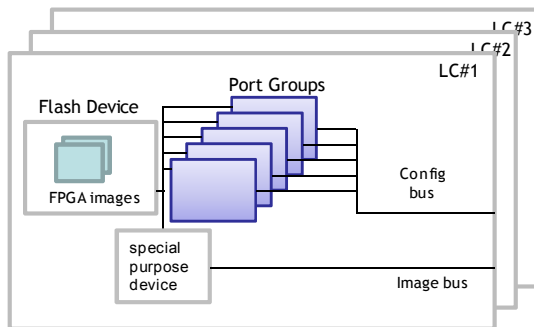 LC#3
LC#2
LC#1
Port Groups
Flash Device
FPGA images
Config
bus
special
purpose
device
Image bus